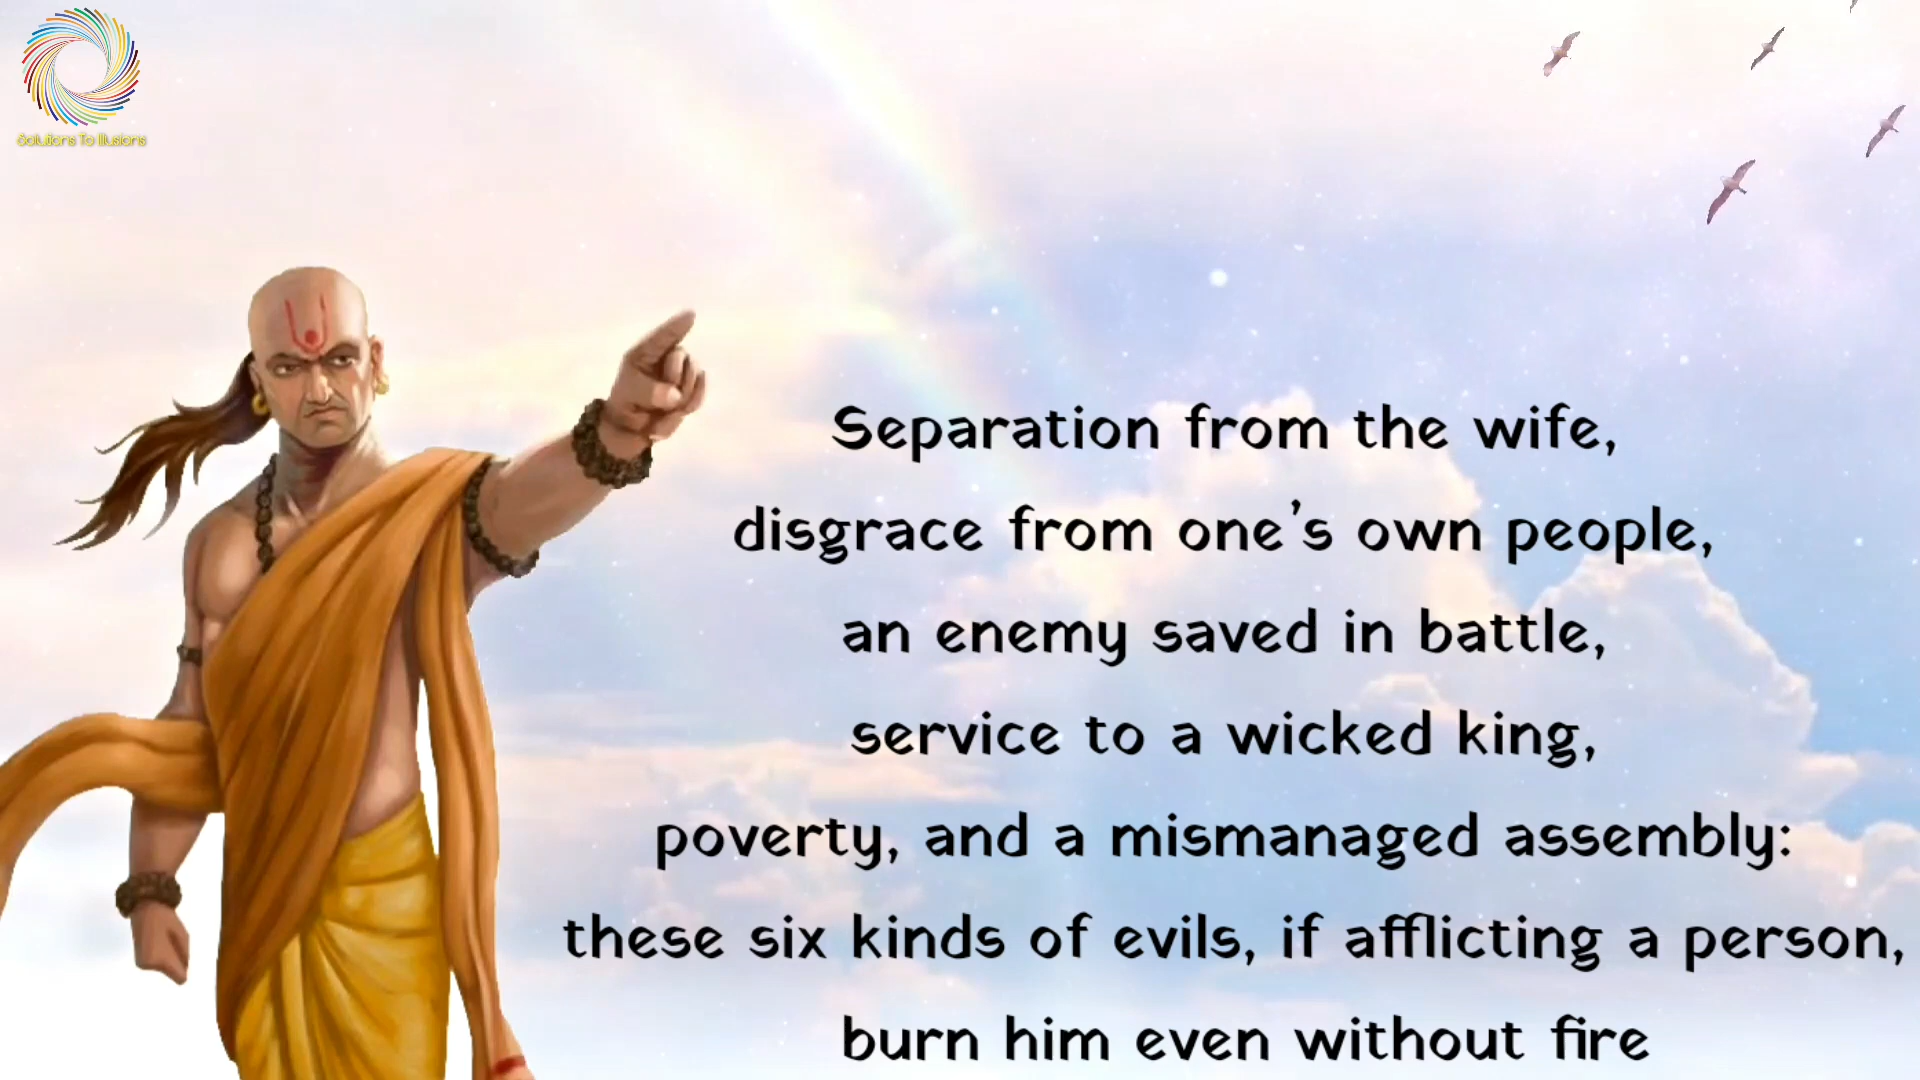 Solutions To Illusions
Separation from the wife,
disgrace from one's own people,
an enemy saved in battle,
service to a wicked king,
poverty, and a mismanaged assembly:
these six kinds of evils, if afflicting a person,
burn him even without fire